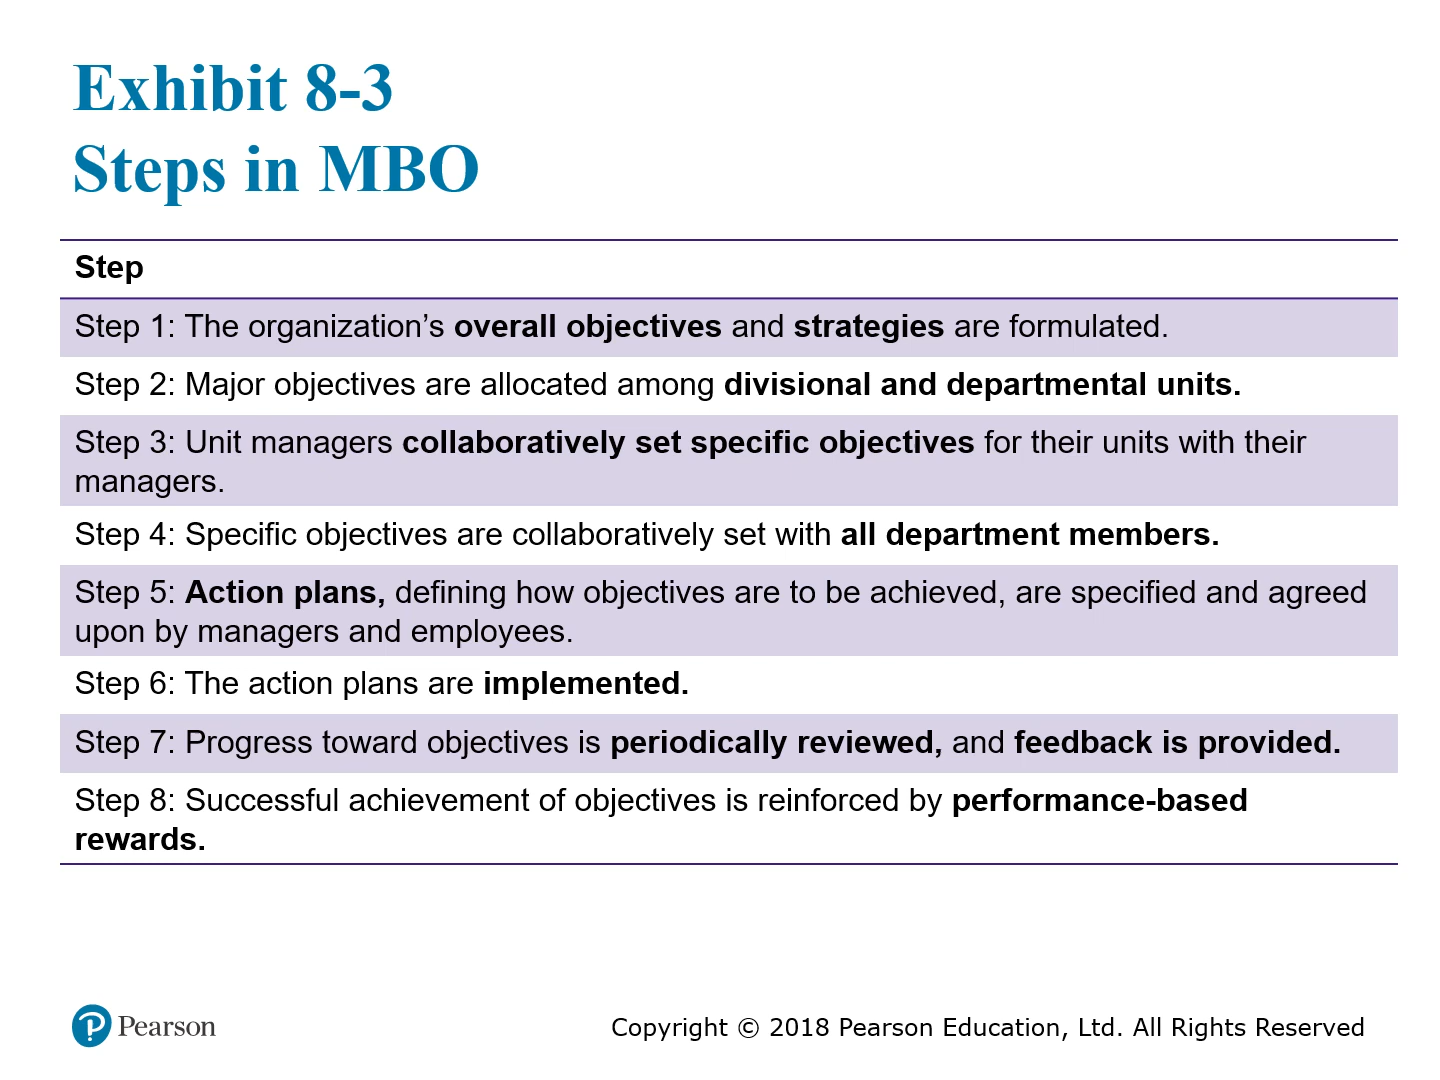 Exhibit 8-3
Steps in MBO
Step
Step 1: The organization’s overall objectives and strategies are formulated.
Step 2: Major objectives are allocated among divisional and departmental units.
Step 3: Unit managers collaboratively set specific objectives for their units with their
managers.
Step 4: Specific objectives are collaboratively set with all department members.
Step 5: Action plans, defining how objectives are to be achieved, are specified and agreed
upon by managers and employees.
Step 6: The action plans are implemented.
Step 7: Progress toward objectives is periodically reviewed, and feedback is provided.
Step 8: Successful achievement of objectives is reinforced by performance-based
rewards.
Pearson
Copyright © 2018 Pearson Education, Ltd. All Rights Reserved